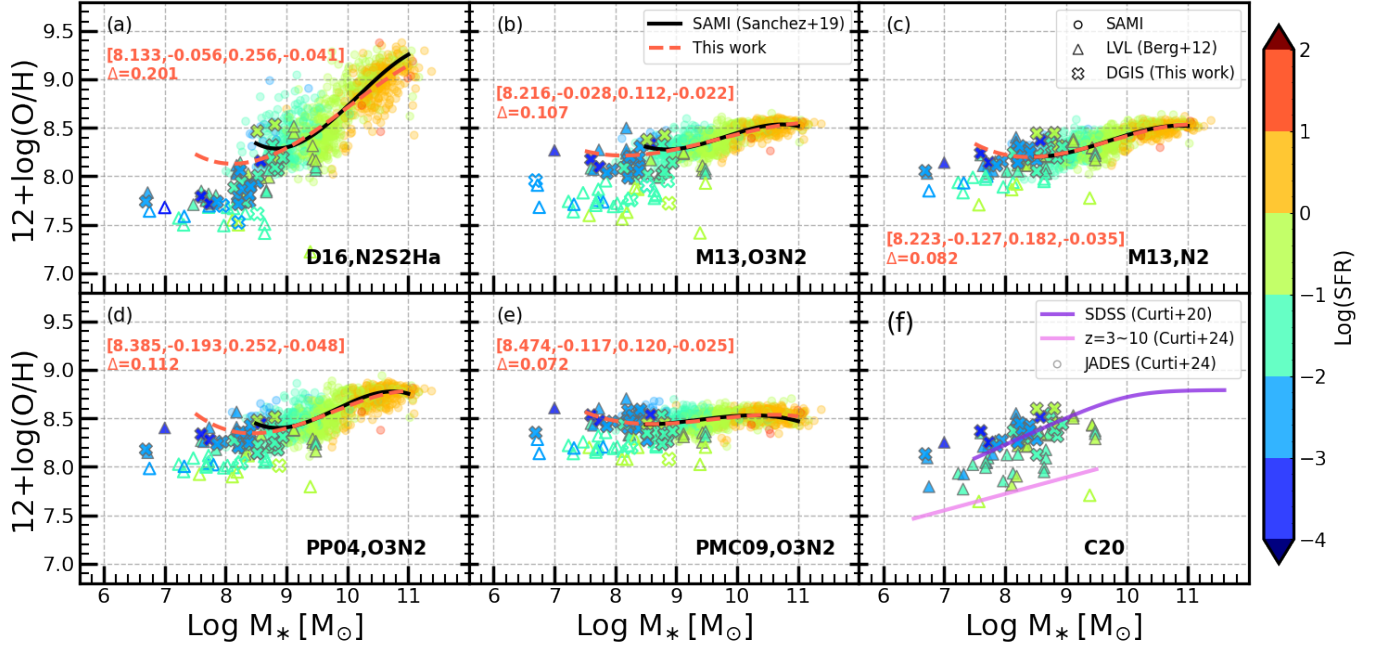 (a)
[8.133,-0.056,0.256,-0.041]
Δ=0.201
D16,N2S2Ha
(b)
SAMI (Sanchez+19)
This work
[8.216,-0.028,0.112,-0.022]
Δ=0.107
M13,O3N2
(c)
SAMI
LVL (Berg+12)
DGIS (This work)
[8.223,-0.127,0.182,-0.035]
Δ=0.082
M13,N2
12+log(O/H)
9.5
9.0
8.5
8.0
7.5
7.0
(d)
[8.385,-0.193,0.252,-0.048]
Δ=0.112
PP04,O3N2
(e)
[8.474,-0.117,0.120,-0.025]
Δ=0.072
PMC09,O3N2
(f)
SDSS (Curti+20)
z=3~10 (Curti+24)
JADES (Curti+24)
C20
12+log(O/H)
9.5
9.0
8.5
8.0
7.5
7.0
6 7 8 9 10 11
6 7 8 9 10 11
6 7 8 9 10 11
Log M∗ [M⊙]
Log M∗ [M⊙]
Log M∗ [M⊙]
2
1
0
−1
−2
−3
−4
Log(SFR)